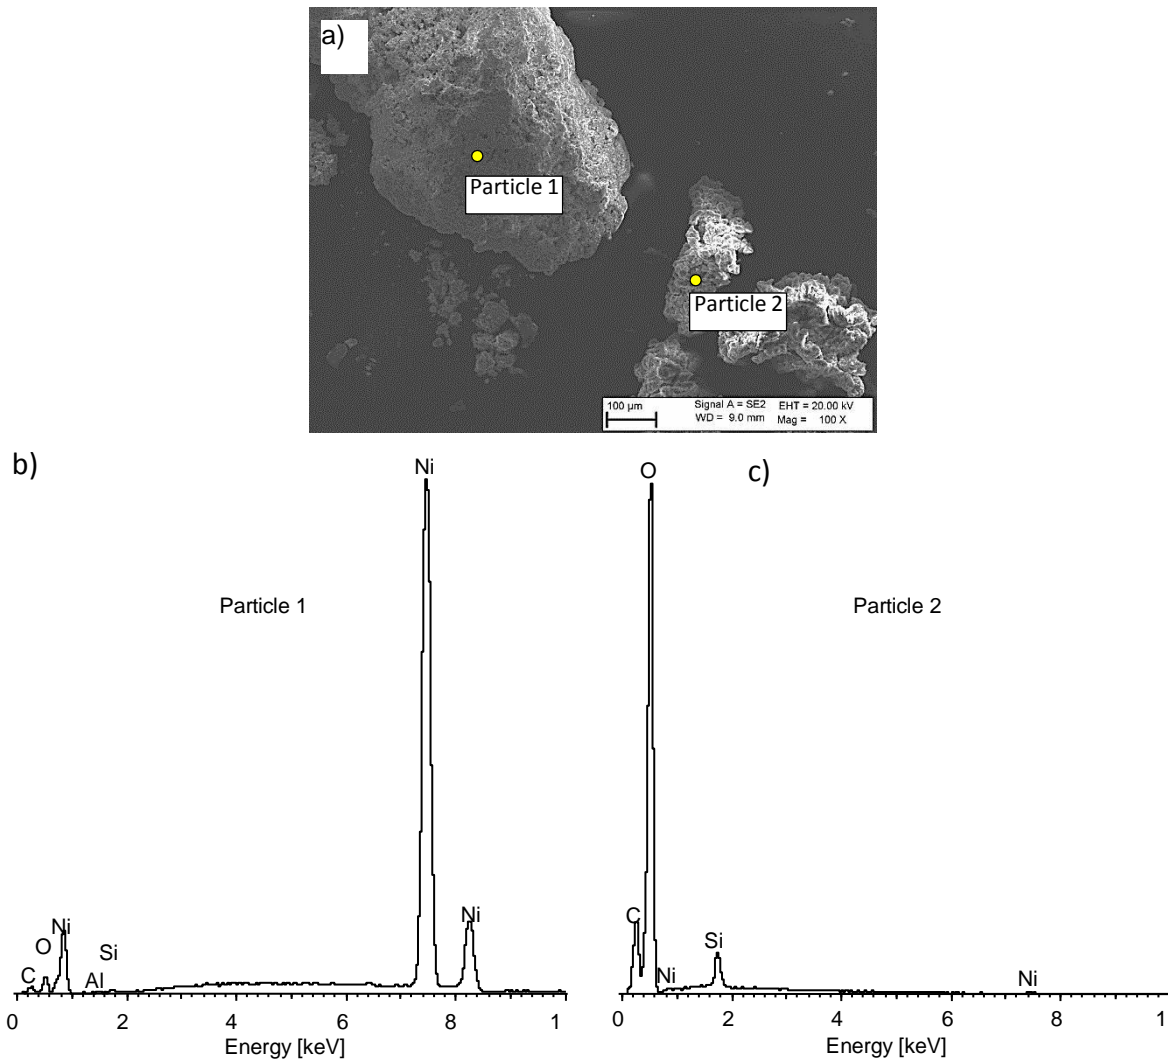 a)
Particle 1
Particle 2
100 µm
Signal A = SE2 EHT = 20.00 kV
WD = 9.0 mm Mag = 100 X
b)
Ni
O
c)
Particle 1
Particle 2
C
O
Ni
Al
Si
Ni
C
Ni
Si
Ni
0 2 4 6 8 1
Energy [keV]
0 2 4 6 8 1
Energy [keV]